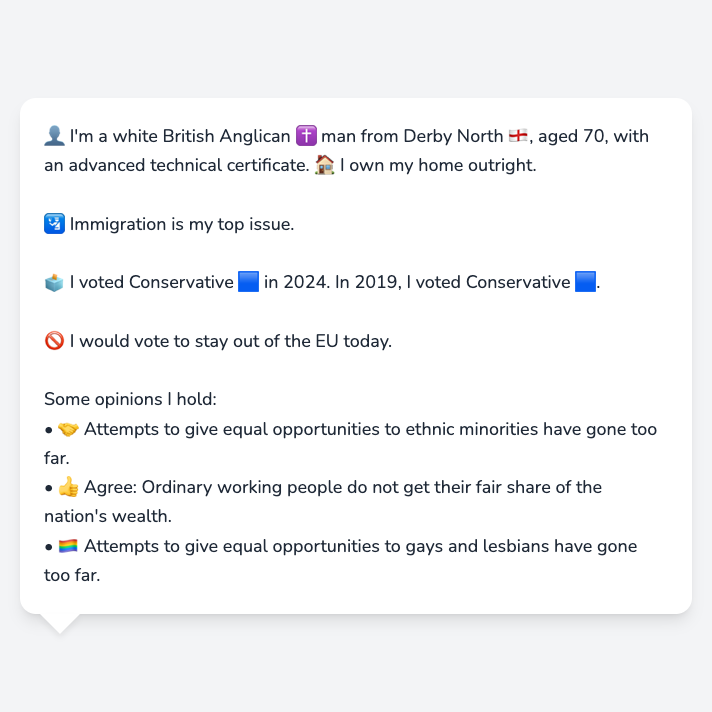 👤 I'm a white British Anglican ✝️ man from Derby North 🏴󠁧󠁢󠁥󠁮󠁧󠁿, aged 70, with
an advanced technical certificate. 🏠 I own my home outright.
🛂 Immigration is my top issue.
🗳️ I voted Conservative 🟦 in 2024. In 2019, I voted Conservative 🟦.
🚫 I would vote to stay out of the EU today.
Some opinions I hold:
• 🤝 Attempts to give equal opportunities to ethnic minorities have gone too
far.
• 👍 Agree: Ordinary working people do not get their fair share of the
nation's wealth.
• 🏳️‍🌈 Attempts to give equal opportunities to gays and lesbians have gone
too far.